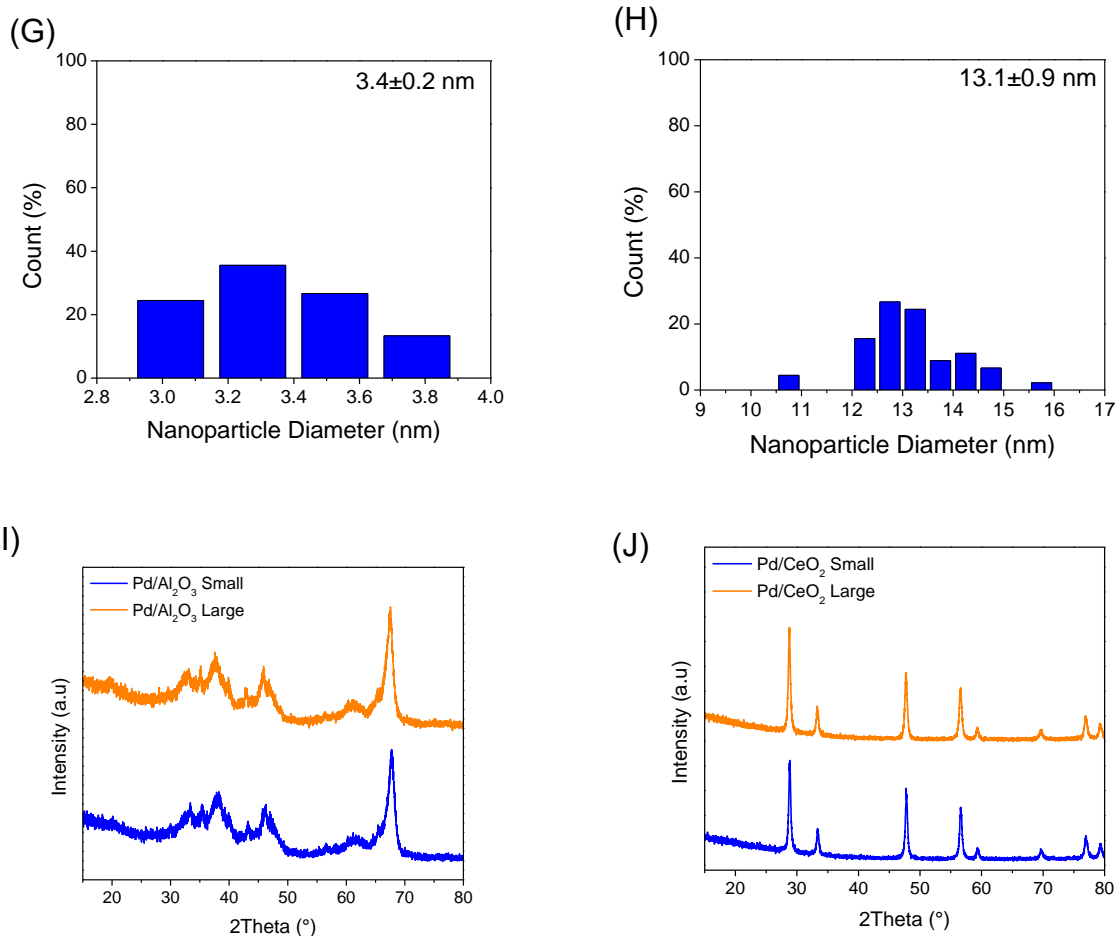 (G)
3.4±0.2 nm
100
80
60
40
20
0
Count (%)
2.8 3.0 3.2 3.4 3.6 3.8 4.0
Nanoparticle Diameter (nm)
(H)
13.1±0.9 nm
100
80
60
40
20
0
Count (%)
9 10 11 12 13 14 15 16 17
Nanoparticle Diameter (nm)
I)
Pd/Al₂O₃ Small
Pd/Al₂O₃ Large
Intensity (a.u)
20 30 40 50 60 70 80
2Theta (°)
(J)
Pd/CeO₂ Small
Pd/CeO₂ Large
Intensity (a.u)
20 30 40 50 60 70 80
2Theta (°)